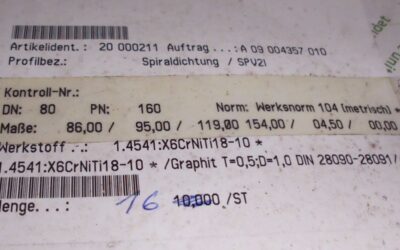 Artikelident.: 20 000211 Auftrag ...:A 09 004357 010
Profilbez.: Spiraldichtung / SPV2I
Kontroll-Nr.:
DN: 80 PN: 160 Norm: Werksnorm 104 (metrisch)*
Maße: 86,00/ 95,00/ 119,00 154,00/ 04,50 / 00,00
Werkstoff .: 1.4541:X6CrNiTi18-10 *
1.4541:X6CrNiTi18-10 * /Graphit T=0,5;D=1,0 DIN 28090-28091/
Menge...: 16 10,000 /ST